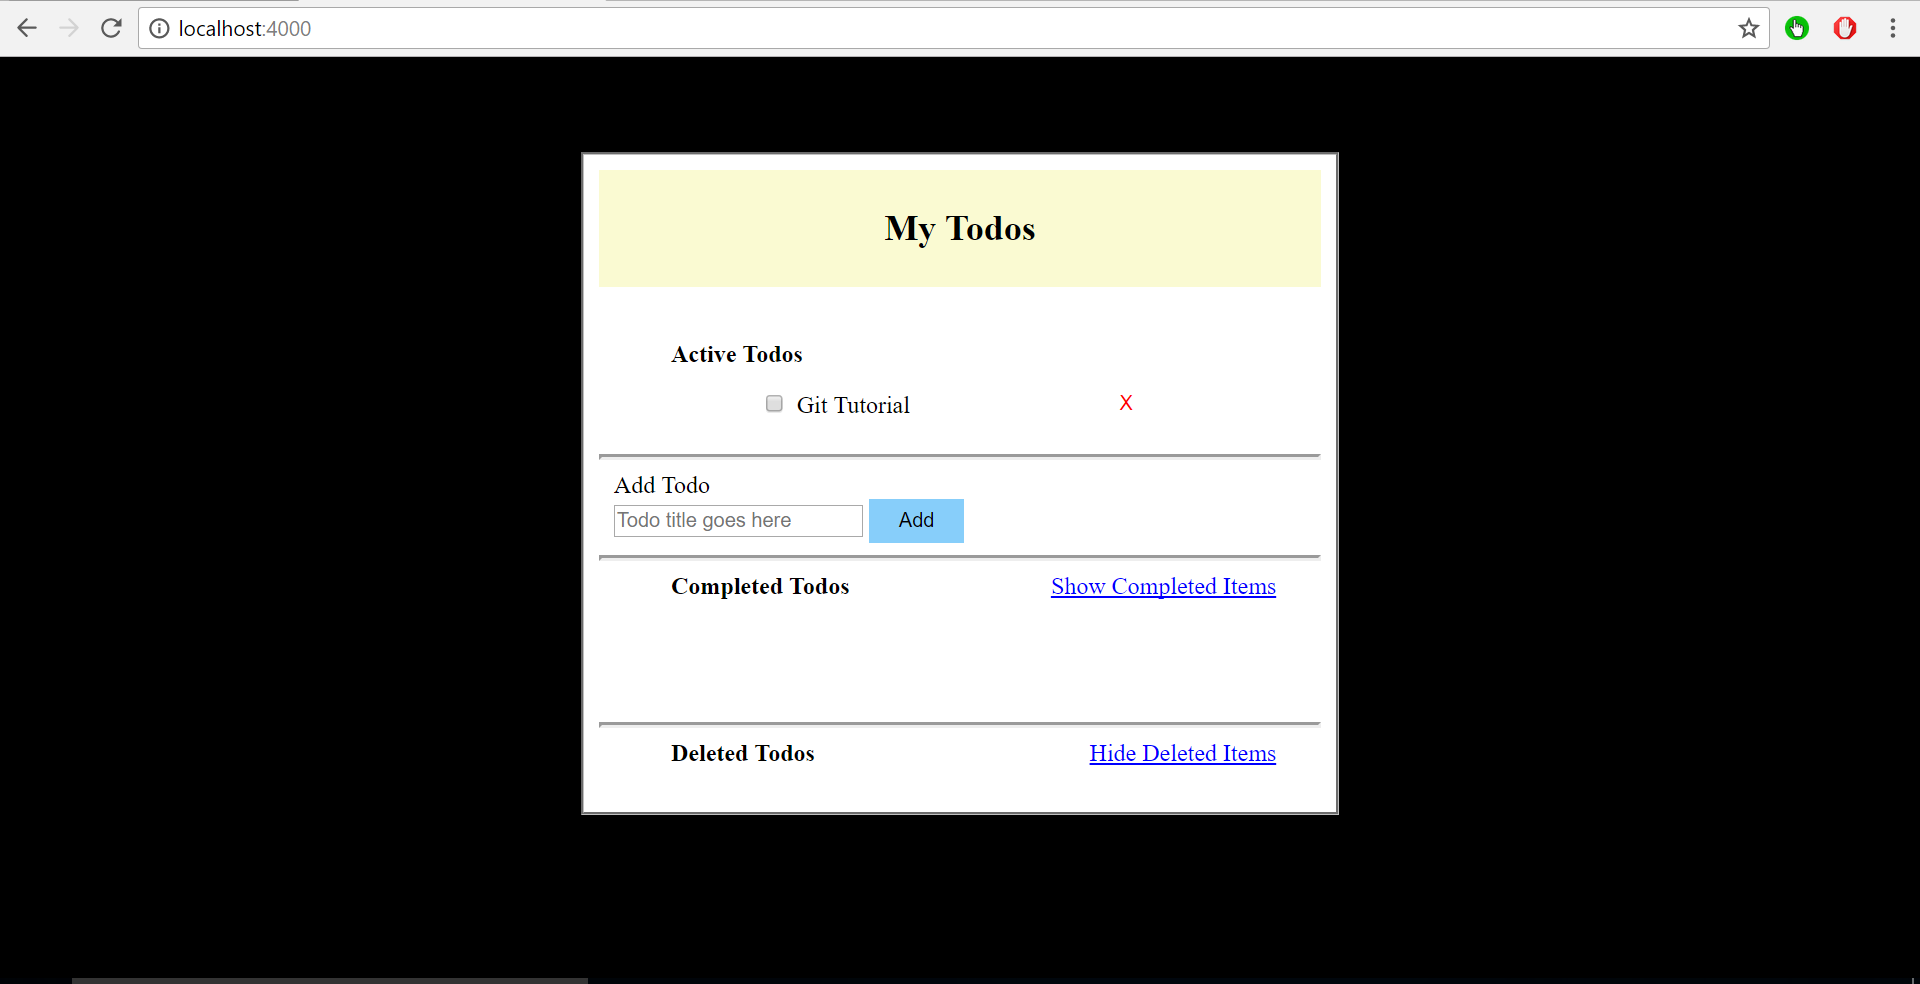 localhost:4000
My Todos
Active Todos
Git Tutorial X
Add Todo
Todo title goes here Add
Completed Todos Show Completed Items
Deleted Todos Hide Deleted Items